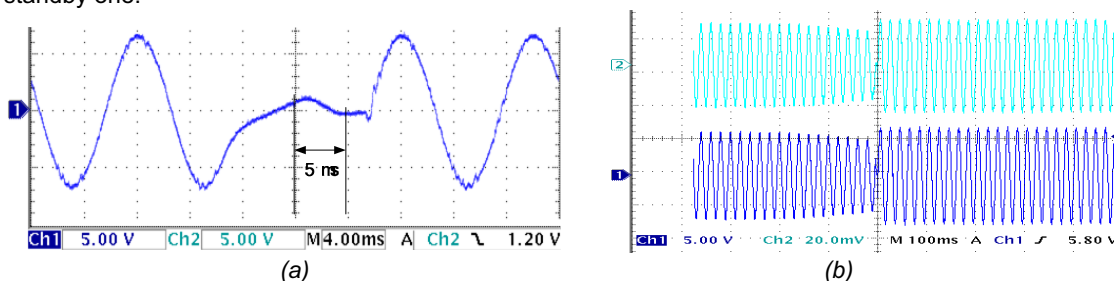 standby one.
1
5 ms
Ch1 5.00 V Ch2 5.00 V M 4.00ms A Ch2 1.20 V
(a)
2
1
Ch1 5.00 V Ch2 20.0mV M 100ms A Ch1 5.80 V
(b)